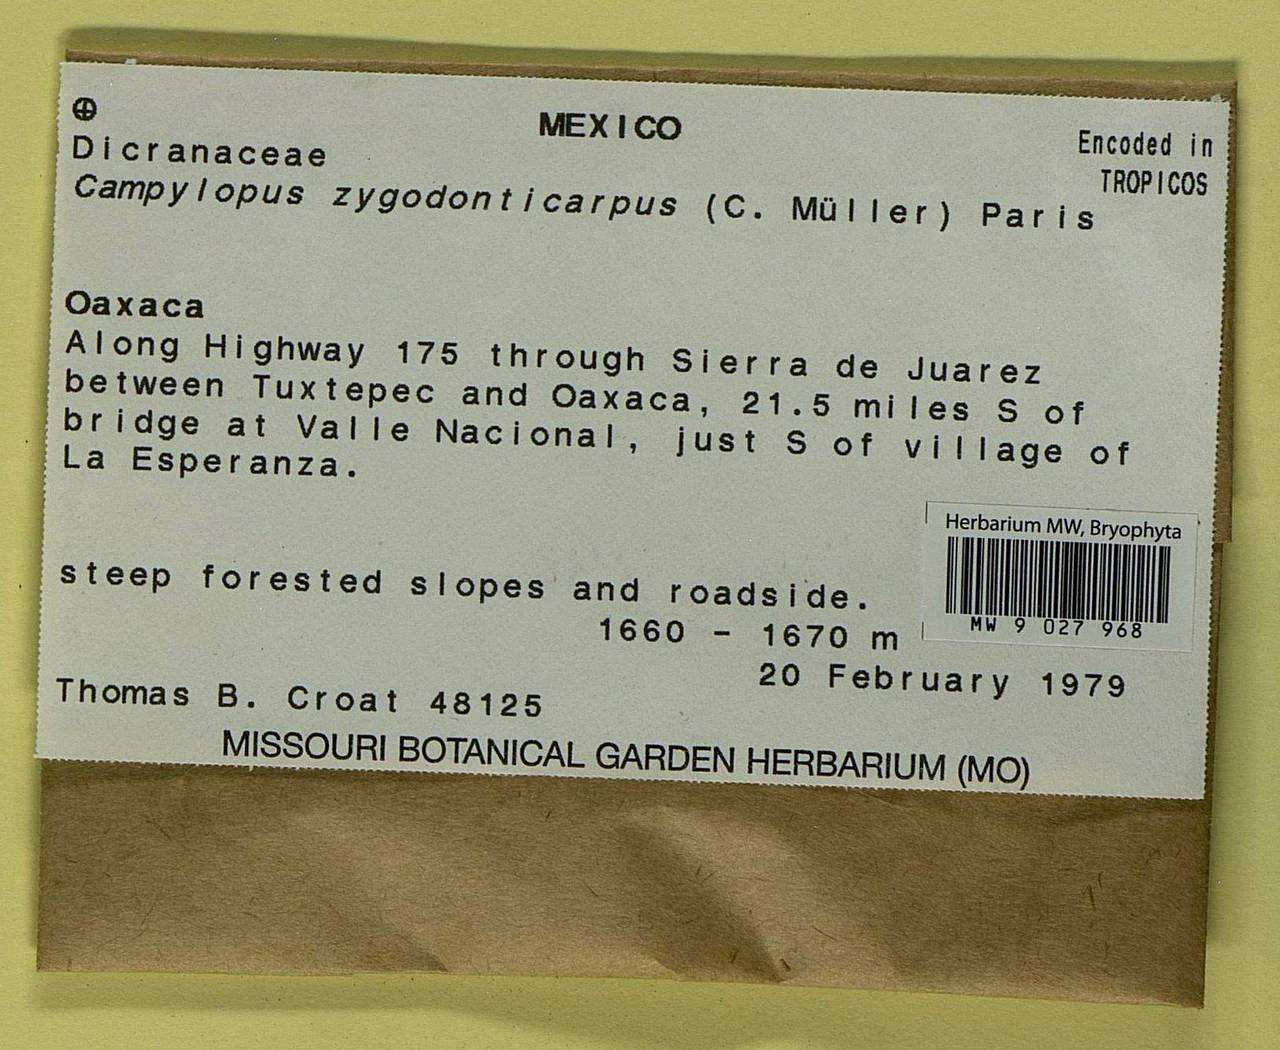 ⊕
MEXICO
Encoded in
TROPICOS
Dicranaceae
Campylopus zygodonticarpus (C. Müller) Paris
Oaxaca
Along Highway 175 through Sierra de Juarez
between Tuxtepec and Oaxaca, 21.5 miles S of
bridge at Valle Nacional, just S of village of
La Esperanza.
Herbarium MW, Bryophyta
MW 9 027 968
steep forested slopes and roadside.
1660 - 1670 m
20 February 1979
Thomas B. Croat 48125
MISSOURI BOTANICAL GARDEN HERBARIUM (MO)